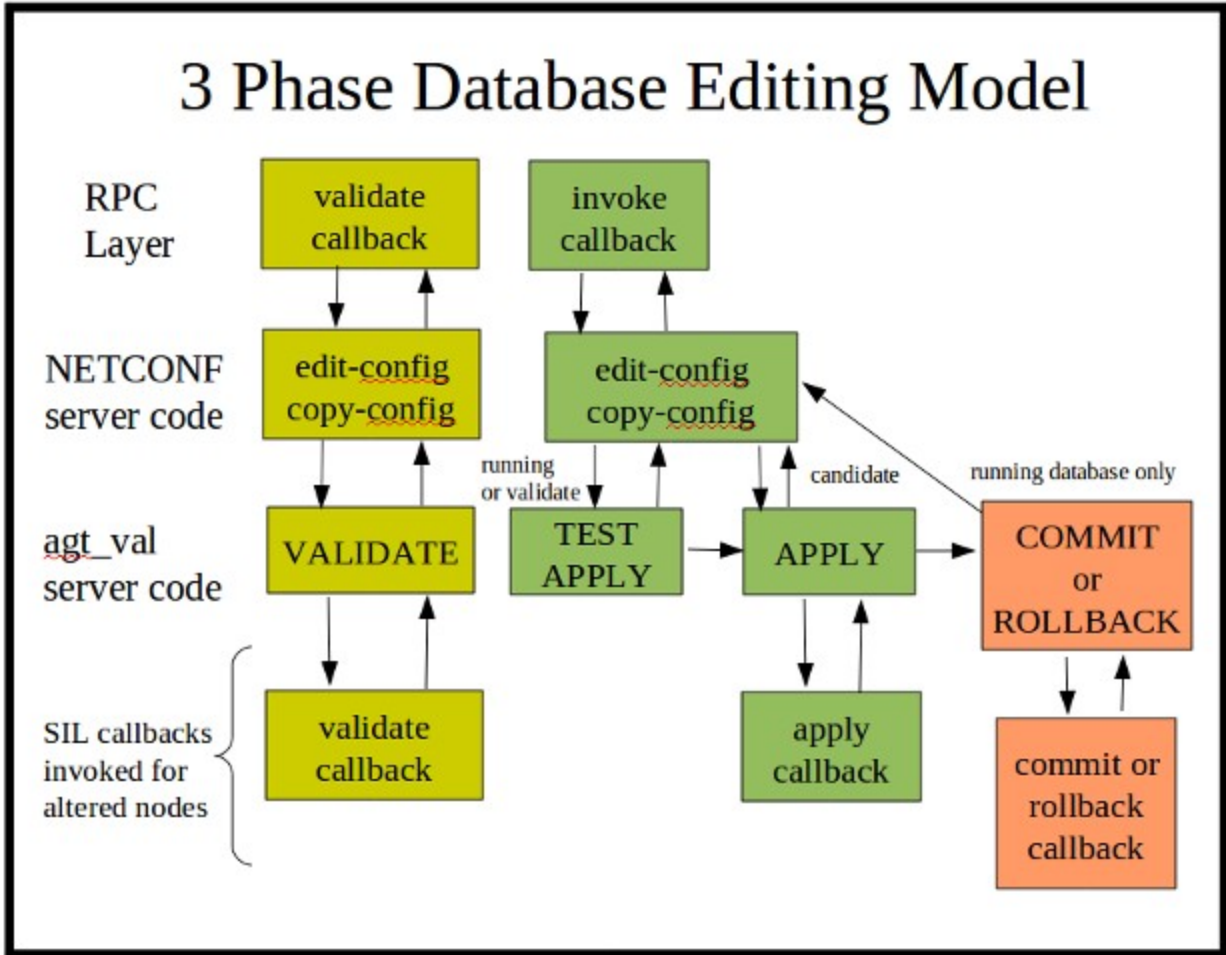 3 Phase Database Editing Model
RPC
Layer
validate
callback
invoke
callback
NETCONF
server code
edit-config
copy-config
edit-config
copy-config
running
or validate
candidate
running database only
agt_val
server code
VALIDATE
TEST
APPLY
APPLY
COMMIT
or
ROLLBACK
SIL callbacks
invoked for
altered nodes
validate
callback
apply
callback
commit or
rollback
callback